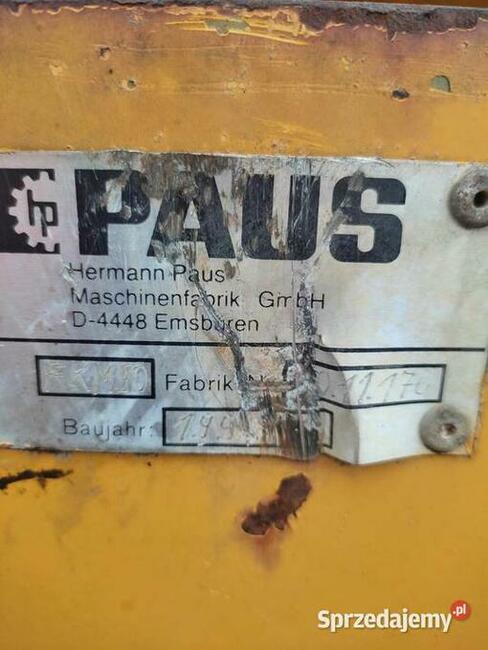 PAUS
Hermann Paus
Maschinenfabrik GmbH
D-4448 Emsbüren
Fabrik
Baujahr:
Sprzedajemy.pl